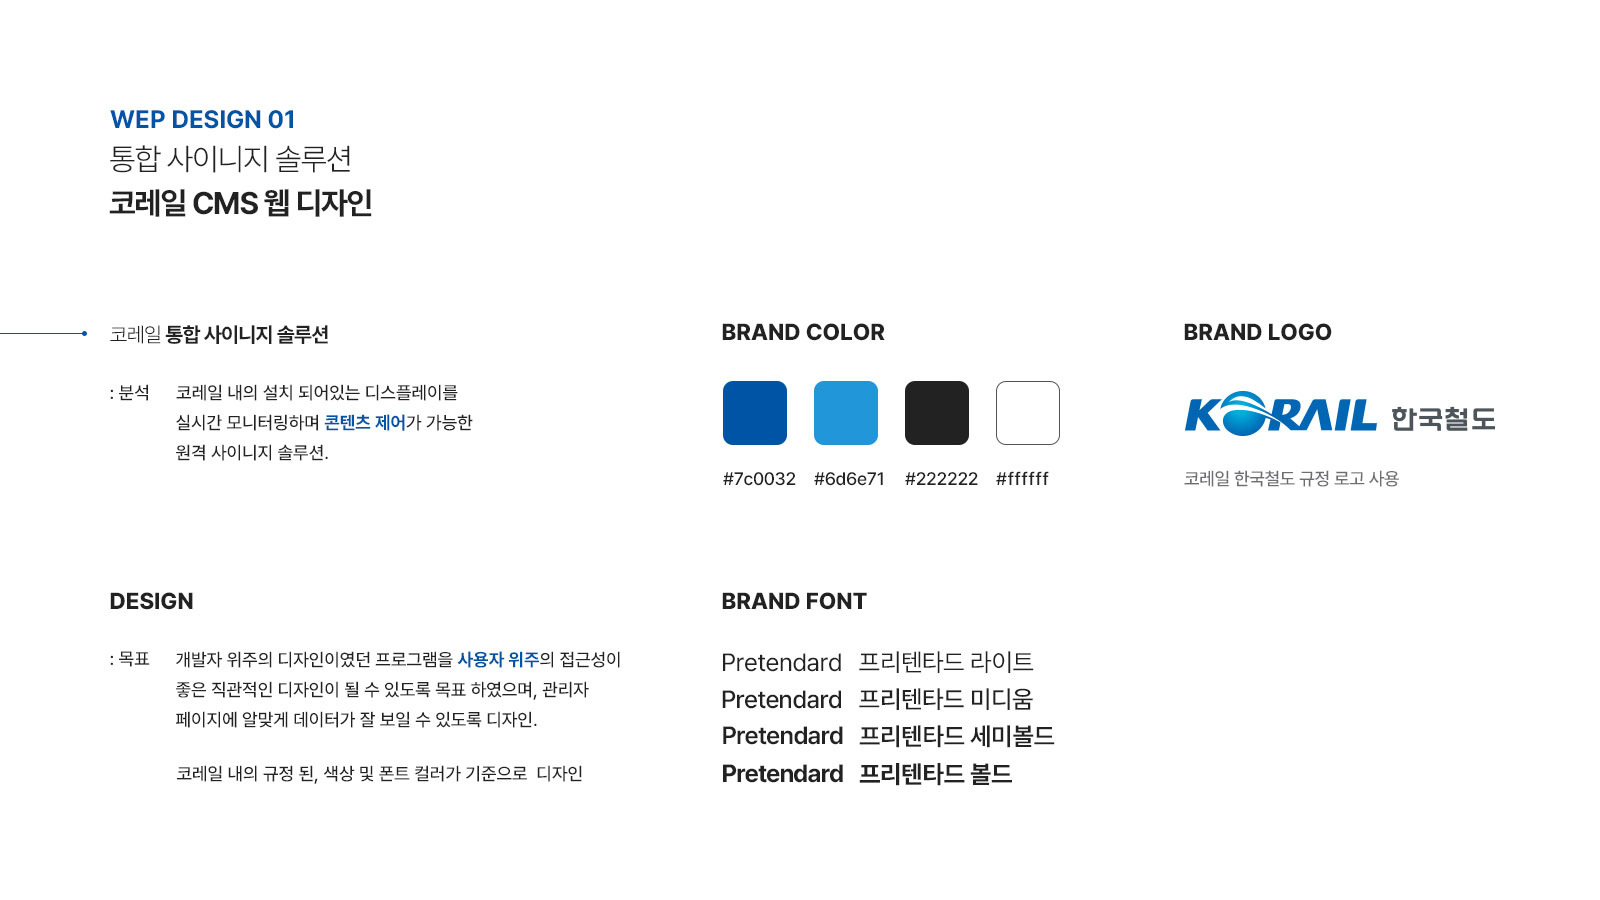 WEP DESIGN 01
통합 사이니지 솔루션
코레일 CMS 웹 디자인
코레일 통합 사이니지 솔루션
: 분석 코레일 내의 설치 되어있는 디스플레이를
실시간 모니터링하며 콘텐츠 제어가 가능한
원격 사이니지 솔루션.
BRAND COLOR
#7c0032 #6d6e71 #222222 #ffffff
BRAND LOGO
KORAIL 한국철도
코레일 한국철도 규정 로고 사용
DESIGN
: 목표 개발자 위주의 디자인이였던 프로그램을 사용자 위주의 접근성이
좋은 직관적인 디자인이 될 수 있도록 목표 하였으며, 관리자
페이지에 알맞게 데이터가 잘 보일 수 있도록 디자인.
코레일 내의 규정 된, 색상 및 폰트 컬러가 기준으로 디자인
BRAND FONT
Pretendard 프리텐타드 라이트
Pretendard 프리텐타드 미디움
Pretendard 프리텐타드 세미볼드
Pretendard 프리텐타드 볼드